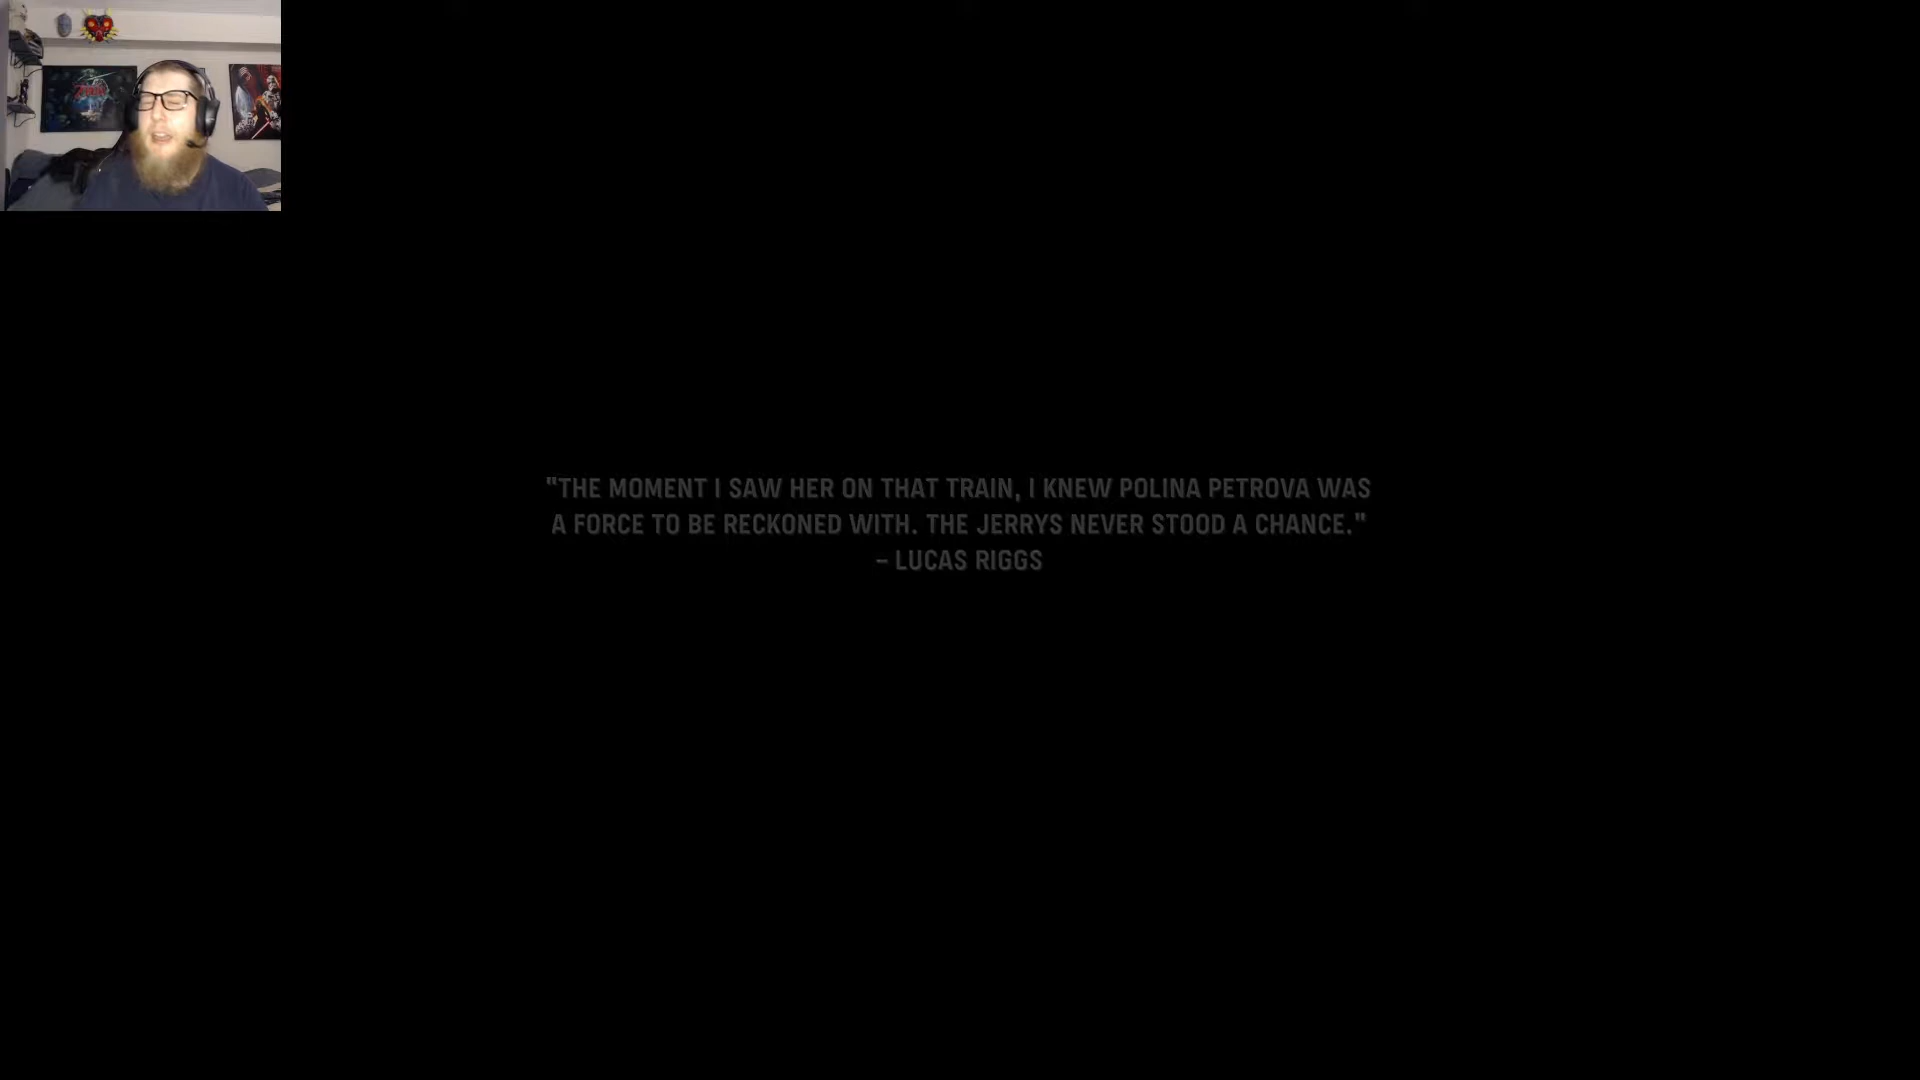 "THE MOMENT I SAW HER ON THAT TRAIN, I KNEW POLINA PETROVA WAS
A FORCE TO BE RECKONED WITH. THE JERRYS NEVER STOOD A CHANCE."
– LUCAS RIGGS